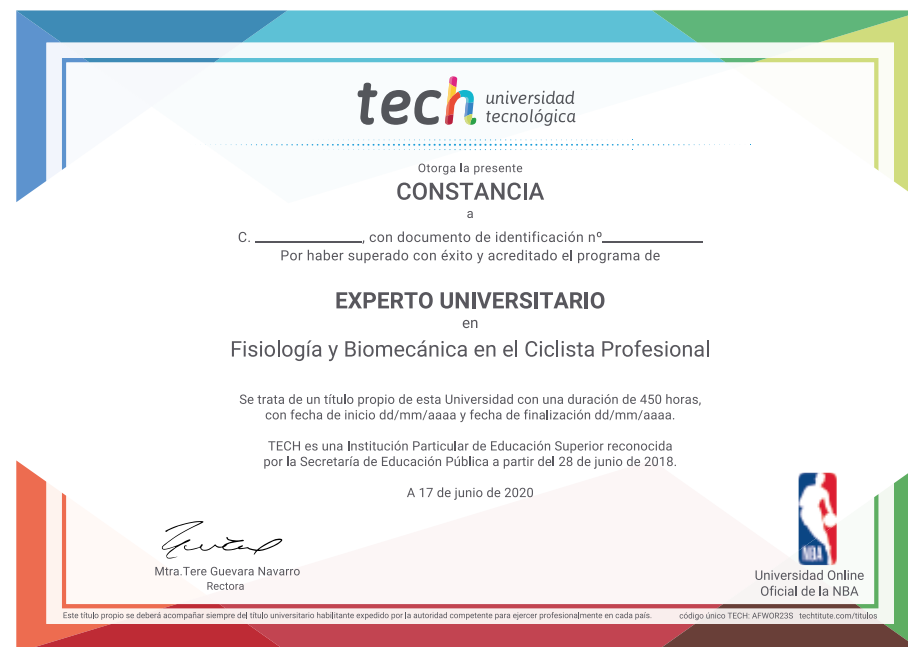 tech universidad
tecnológica
Otorga la presente
CONSTANCIA
a
C. ____________, con documento de identificación nº____________
Por haber superado con éxito y acreditado el programa de
EXPERTO UNIVERSITARIO
en
Fisiología y Biomecánica en el Ciclista Profesional
Se trata de un título propio de esta Universidad con una duración de 450 horas,
con fecha de inicio dd/mm/aaaa y fecha de finalización dd/mm/aaaa.
TECH es una Institución Particular de Educación Superior reconocida
por la Secretaría de Educación Pública a partir del 28 de junio de 2018.
A 17 de junio de 2020
Mtra.Tere Guevara Navarro
Rectora
NBA
Universidad Online
Oficial de la NBA
Este título propio se deberá acompañar siempre del título universitario habilitante expedido por la autoridad competente para ejercer profesionalmente en cada país. código único TECH: AFWOR23S techtitute.com/títulos